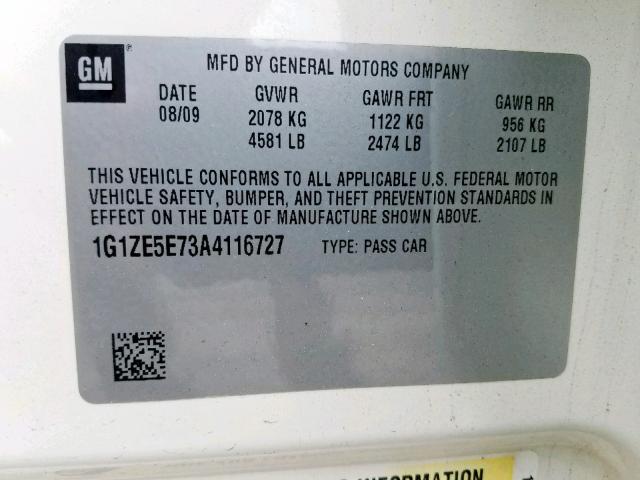 GM
MFD BY GENERAL MOTORS COMPANY
DATE GVWR GAWR FRT GAWR RR
08/09 2078 KG 1122 KG 956 KG
4581 LB 2474 LB 2107 LB
THIS VEHICLE CONFORMS TO ALL APPLICABLE U.S. FEDERAL MOTOR
VEHICLE SAFETY, BUMPER, AND THEFT PREVENTION STANDARDS IN
EFFECT ON THE DATE OF MANUFACTURE SHOWN ABOVE.
1G1ZE5E73A4116727 TYPE: PASS CAR
INFORMATION